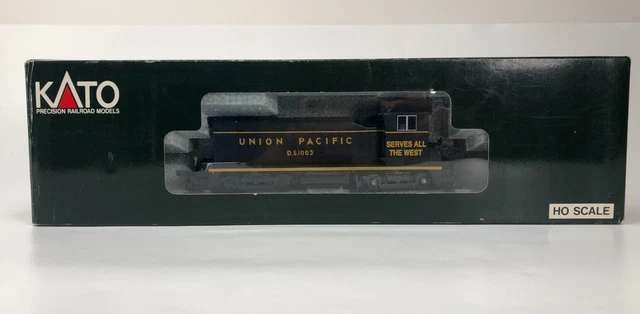 KATO
PRECISION RAILROAD MODELS
UNION PACIFIC
D.S.1003
SERVES ALL
THE WEST
HO SCALE